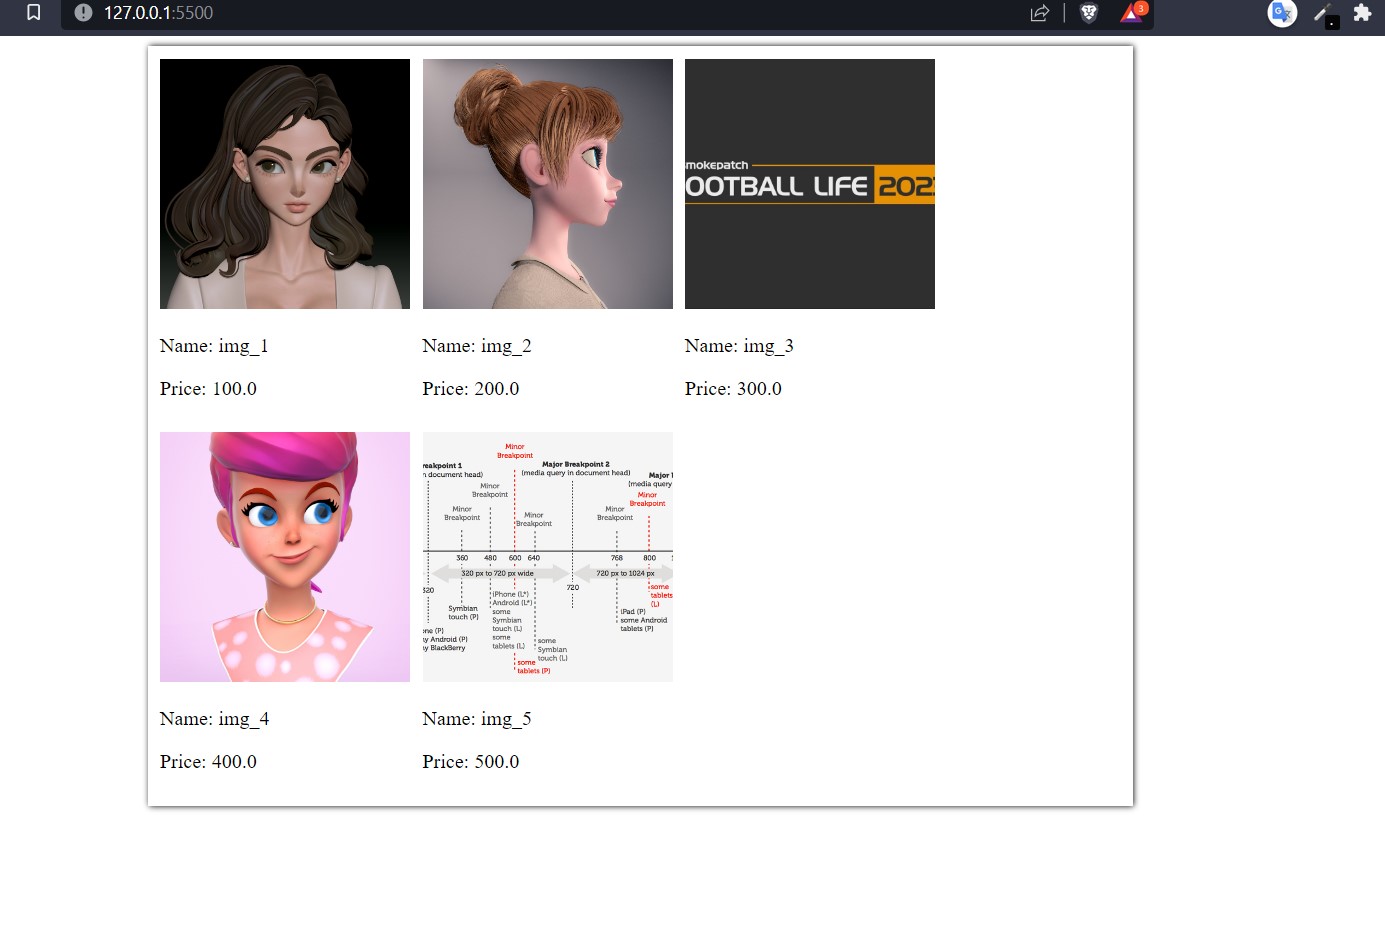 127.0.0.1:5500
3
mokepatch
OOTBALL LIFE 202
Name: img_1
Name: img_2
Name: img_3
Price: 100.0
Price: 200.0
Price: 300.0
Minor
Breakpoint
reakpoint 1
n document head)
Major Breakpoint 2
(media query in document head)
Major
(media query
Minor
Breakpoint
Minor
Breakpoint
Minor
Breakpoint
Minor
Breakpoint
Minor
Breakpoint
360 480 600 640 768 800
320 px to 720 px wide
720 px to 1024 px
320
720
Symbian
touch (P)
iPhone (L*)
Android (L*)
some
Symbian
touch (L)
some
tablets (L)
some
tablets
(L)
iPad (P)
some Android
tablets (P)
one (P)
y Android (P)
y BlackBerry
some
Symbian
touch (L)
some
tablets (P)
Name: img_4
Name: img_5
Price: 400.0
Price: 500.0